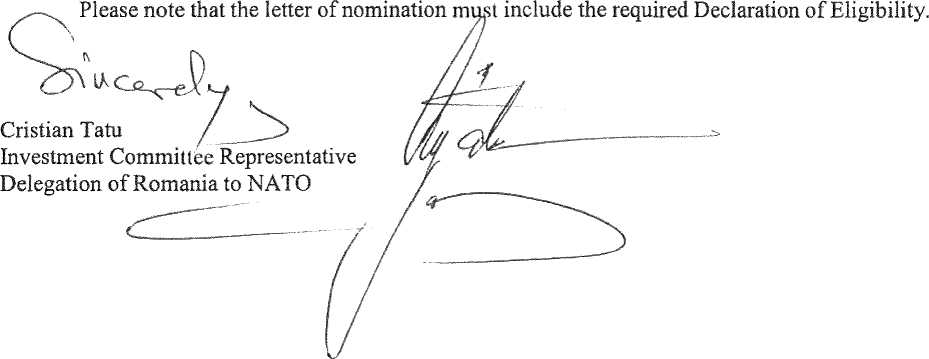 Please note that the letter of nomination must include the required Declaration of Eligibility.
Sincerely
Cristian Tatu
Investment Committee Representative
Delegation of Romania to NATO